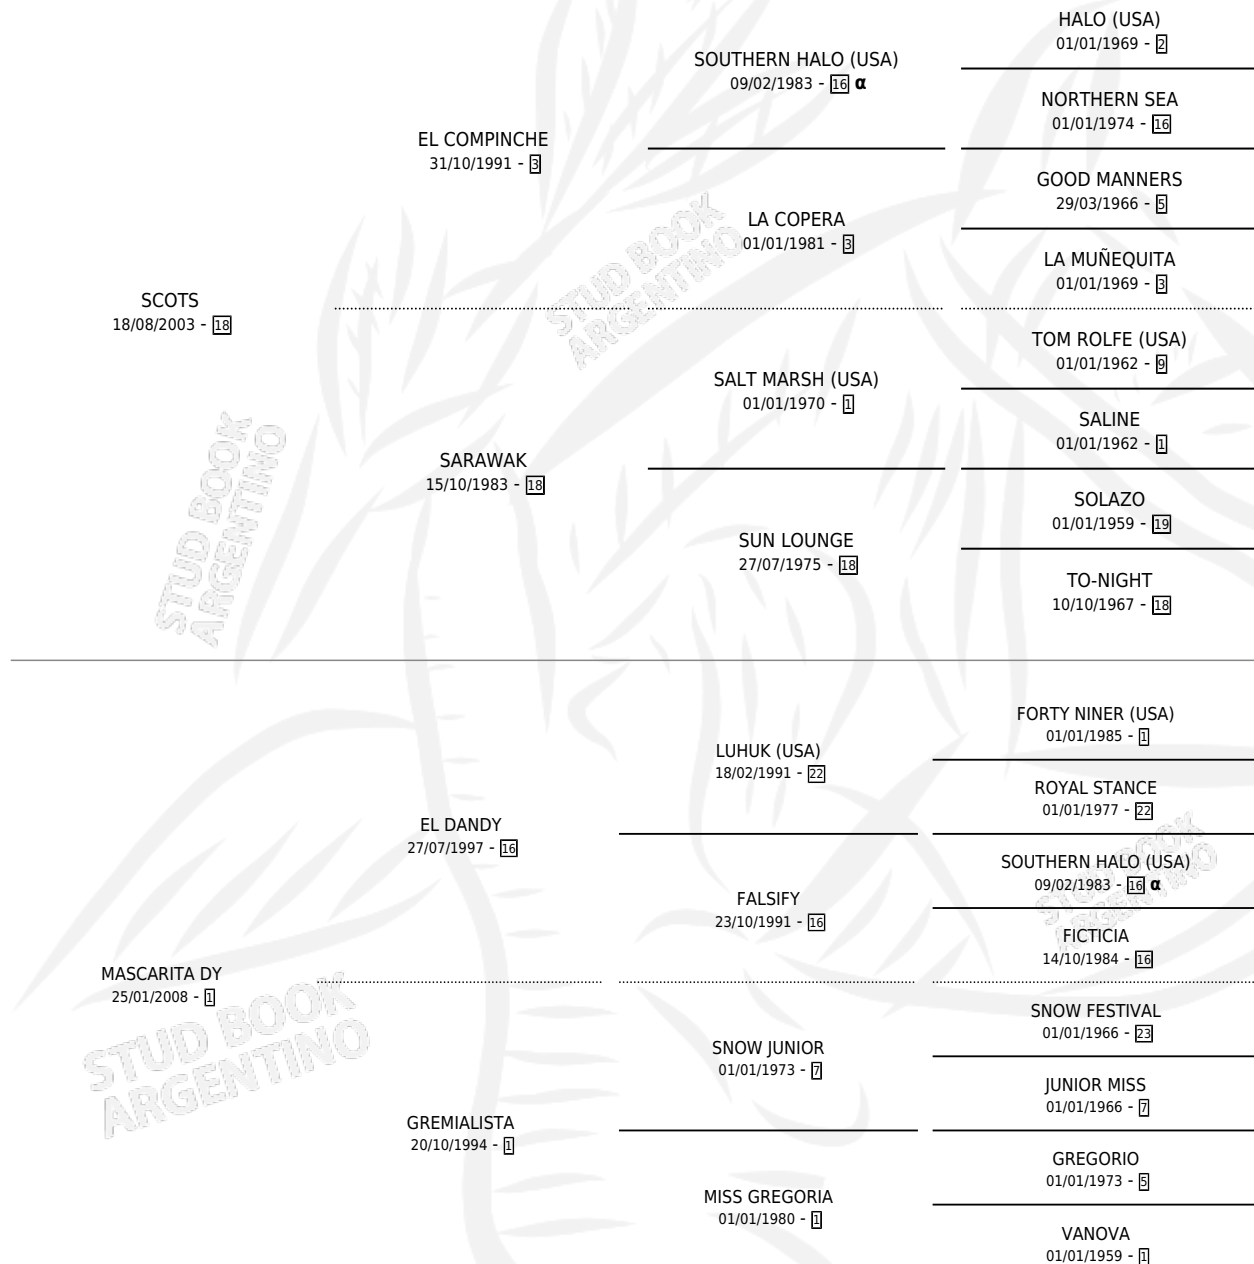 HALO (USA)
01/01/1969 - 2
SOUTHERN HALO (USA)
09/02/1983 - 16 α
NORTHERN SEA
01/01/1974 - 16
EL COMPINCHE
31/10/1991 - 3
GOOD MANNERS
29/03/1966 - 5
LA COPERA
01/01/1981 - 3
LA MUÑEQUITA
01/01/1969 - 3
SCOTS
18/08/2003 - 18
TOM ROLFE (USA)
01/01/1962 - 9
SALT MARSH (USA)
01/01/1970 - 1
SALINE
01/01/1962 - 1
SARAWAK
15/10/1983 - 18
SOLAZO
01/01/1959 - 19
SUN LOUNGE
27/07/1975 - 18
TO-NIGHT
10/10/1967 - 18
FORTY NINER (USA)
01/01/1985 - 1
LUHUK (USA)
18/02/1991 - 22
ROYAL STANCE
01/01/1977 - 22
EL DANDY
27/07/1997 - 16
SOUTHERN HALO (USA)
09/02/1983 - 16 α
FALSIFY
23/10/1991 - 16
FICTICIA
14/10/1984 - 16
MASCARITA DY
25/01/2008 - 1
SNOW FESTIVAL
01/01/1966 - 23
SNOW JUNIOR
01/01/1973 - 7
JUNIOR MISS
01/01/1966 - 7
GREMIALISTA
20/10/1994 - 1
GREGORIO
01/01/1973 - 5
MISS GREGORIA
01/01/1980 - 1
VANOVA
01/01/1959 - 1
STUD BOOK
ARGENTINO
STUD BOOK
ARGENTINO
STUD BOOK
ARGENTINO
STUD BOOK
ARGENTINO